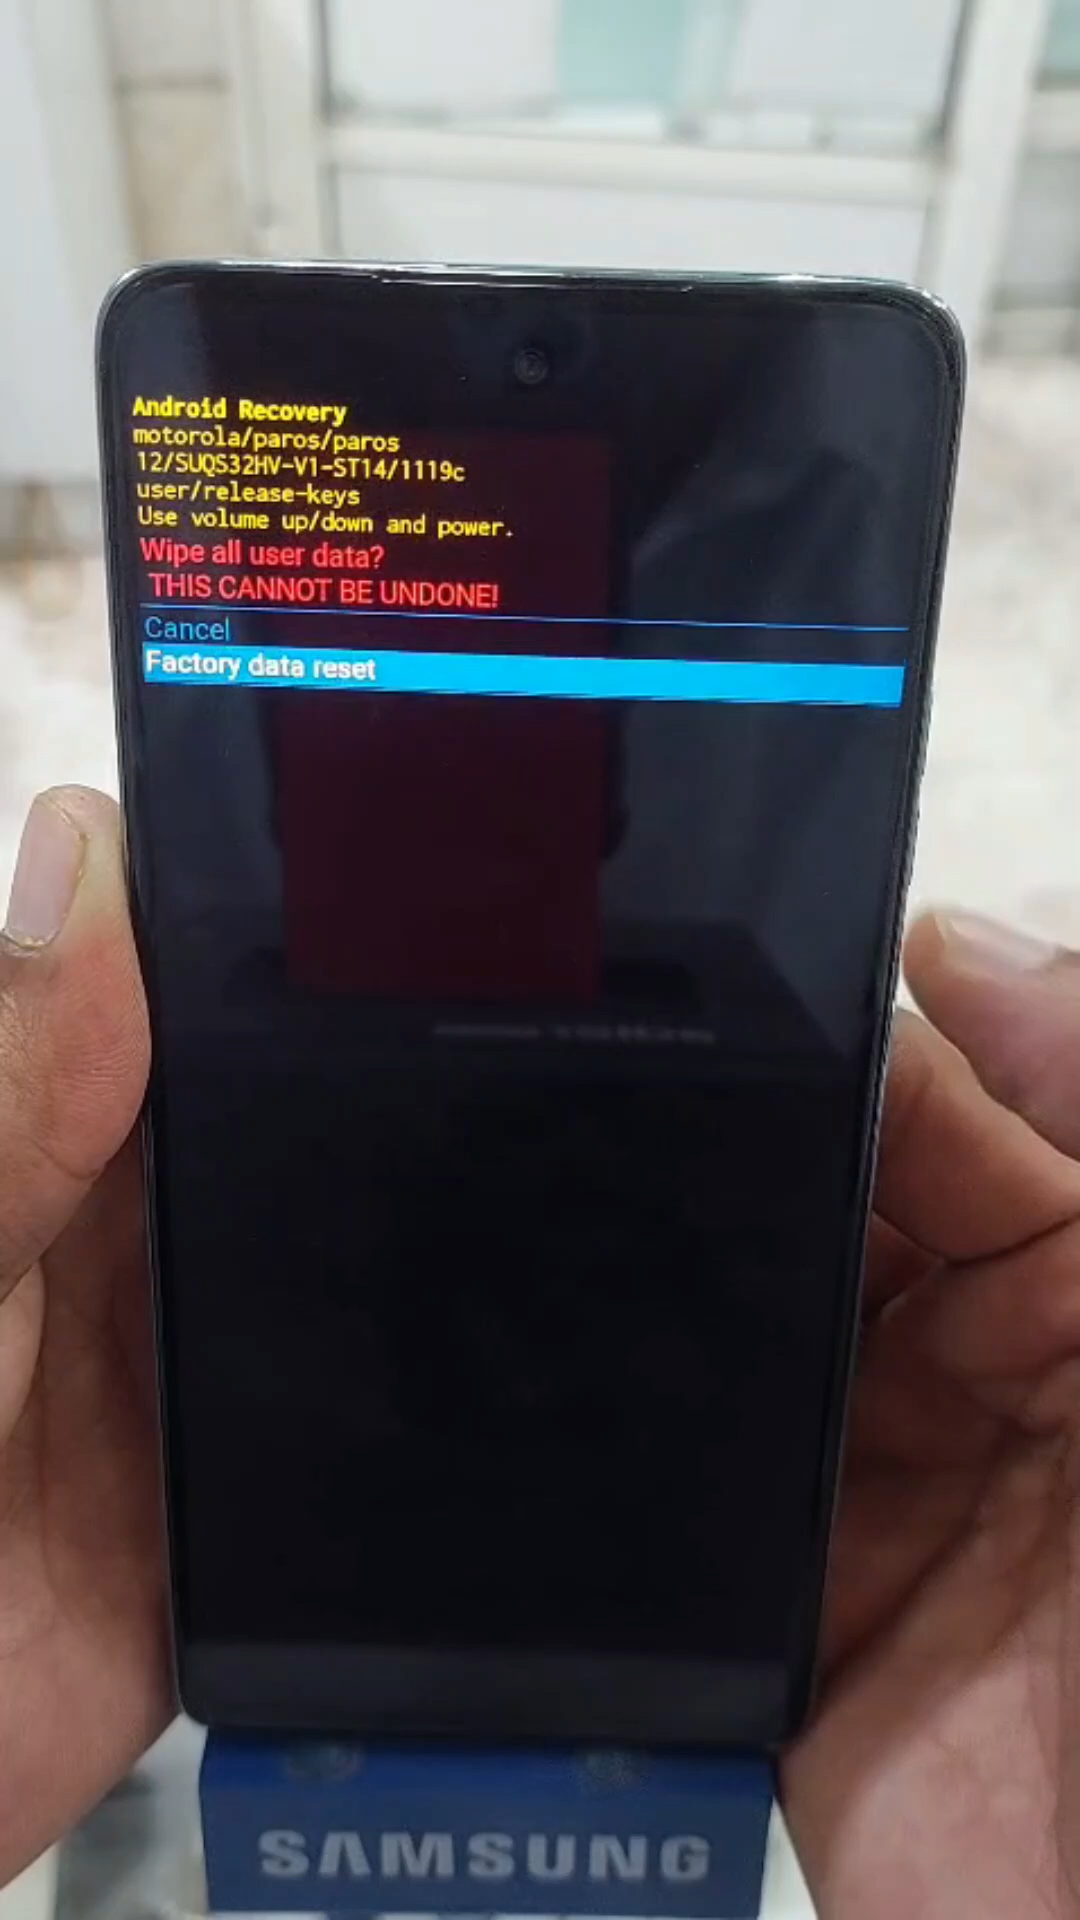 Android Recovery
motorola/paros/paros
12/SUQS32HV-V1-ST14/1119c
user/release-keys
Use volume up/down and power.
Wipe all user data?
THIS CANNOT BE UNDONE!
Cancel
Factory data reset
SAMSUNG